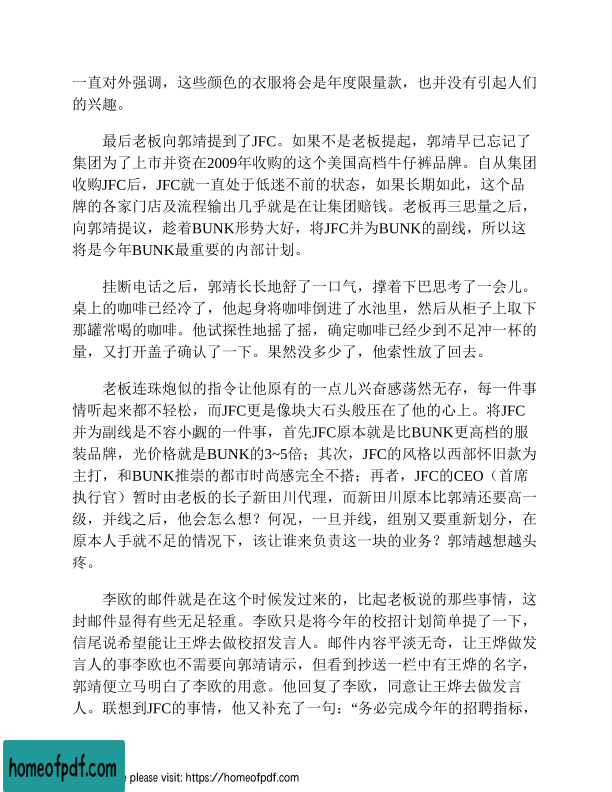 一直对外强调，这些颜色的衣服将会是年度限量款，也并没有引起人们
的兴趣。
最后老板向郭靖提到了JFC。如果不是老板提起，郭靖早已忘记了
集团为了上市并资在2009年收购的这个美国高档牛仔裤品牌。自从集团
收购JFC后，JFC就一直处于低迷不前的状态，如果长期如此，这个品
牌的各家门店及流程输出几乎就是在让集团赔钱。老板再三思量之后，
向郭靖提议，趁着BUNK形势大好，将JFC并为BUNK的副线，所以这
将是今年BUNK最重要的内部计划。
挂断电话之后，郭靖长长地舒了一口气，撑着下巴思考了一会儿。
桌上的咖啡已经冷了，他起身将咖啡倒进了水池里，然后从柜子上取下
那罐常喝的咖啡。他试探性地摇了摇，确定咖啡已经少到不足冲一杯的
量，又打开盖子确认了一下。果然没多少了，他索性放了回去。
老板连珠炮似的指令让他原有的一点儿兴奋感荡然无存，每一件事
情听起来都不轻松，而JFC更是像块大石头般压在了他的心上。将JFC
并为副线是不容小觑的一件事，首先JFC原本就是比BUNK更高档的服
装品牌，光价格就是BUNK的3~5倍；其次，JFC的风格以西部怀旧款为
主打，和BUNK推崇的都市时尚感完全不搭；再者，JFC的CEO（首席
执行官）暂时由老板的长子新田川代理，而新田川原本比郭靖还要高一
级，并线之后，他会怎么想？何况，一旦并线，组别又要重新划分，在
原本人手就不足的情况下，该让谁来负责这一块的业务？郭靖越想越头
疼。
李欧的邮件就是在这个时候发过来的，比起老板说的那些事情，这
封邮件显得有些无足轻重。李欧只是将今年的校招计划简单提了一下，
信尾说希望能让王烨去做校招发言人。邮件内容平淡无奇，让王烨做发
言人的事李欧也不需要向郭靖请示，但看到抄送一栏中有王烨的名字，
郭靖便立马明白了李欧的用意。他回复了李欧，同意让王烨去做发言
人。联想到JFC的事情，他又补充了一句：“务必完成今年的招聘指标，
homeofpdf.com
e please visit: https://homeofpdf.com